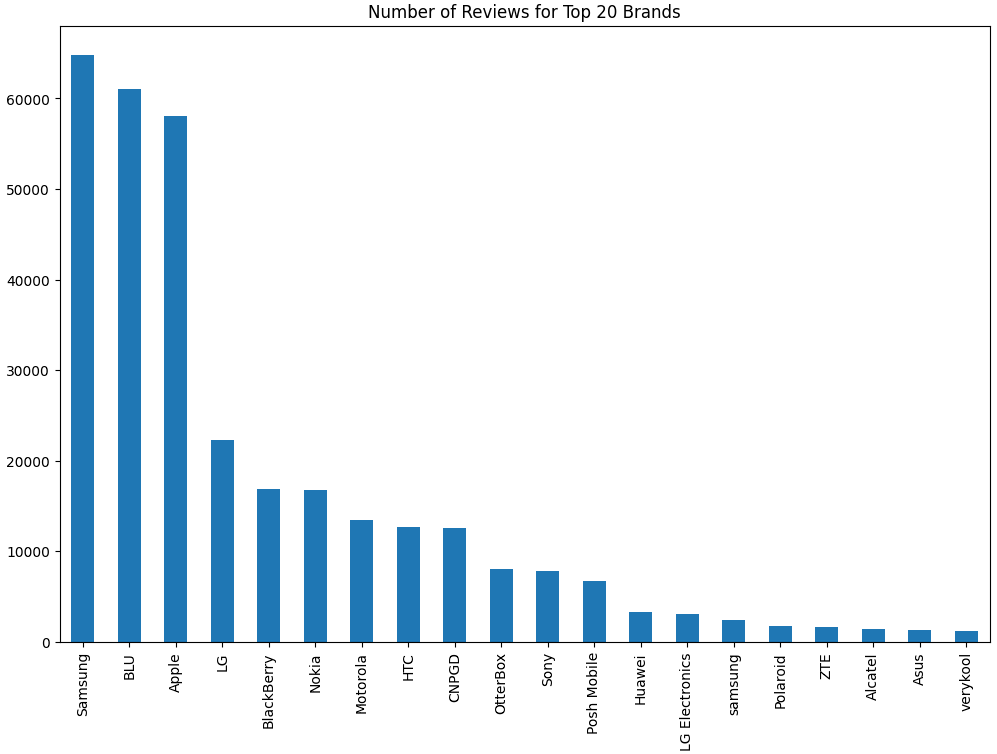 Number of Reviews for Top 20 Brands
60000
50000
40000
30000
20000
10000
0
Samsung
BLU
Apple
LG
BlackBerry
Nokia
Motorola
HTC
CNPGD
OtterBox
Sony
Posh Mobile
Huawei
LG Electronics
samsung
Polaroid
ZTE
Alcatel
Asus
verykool